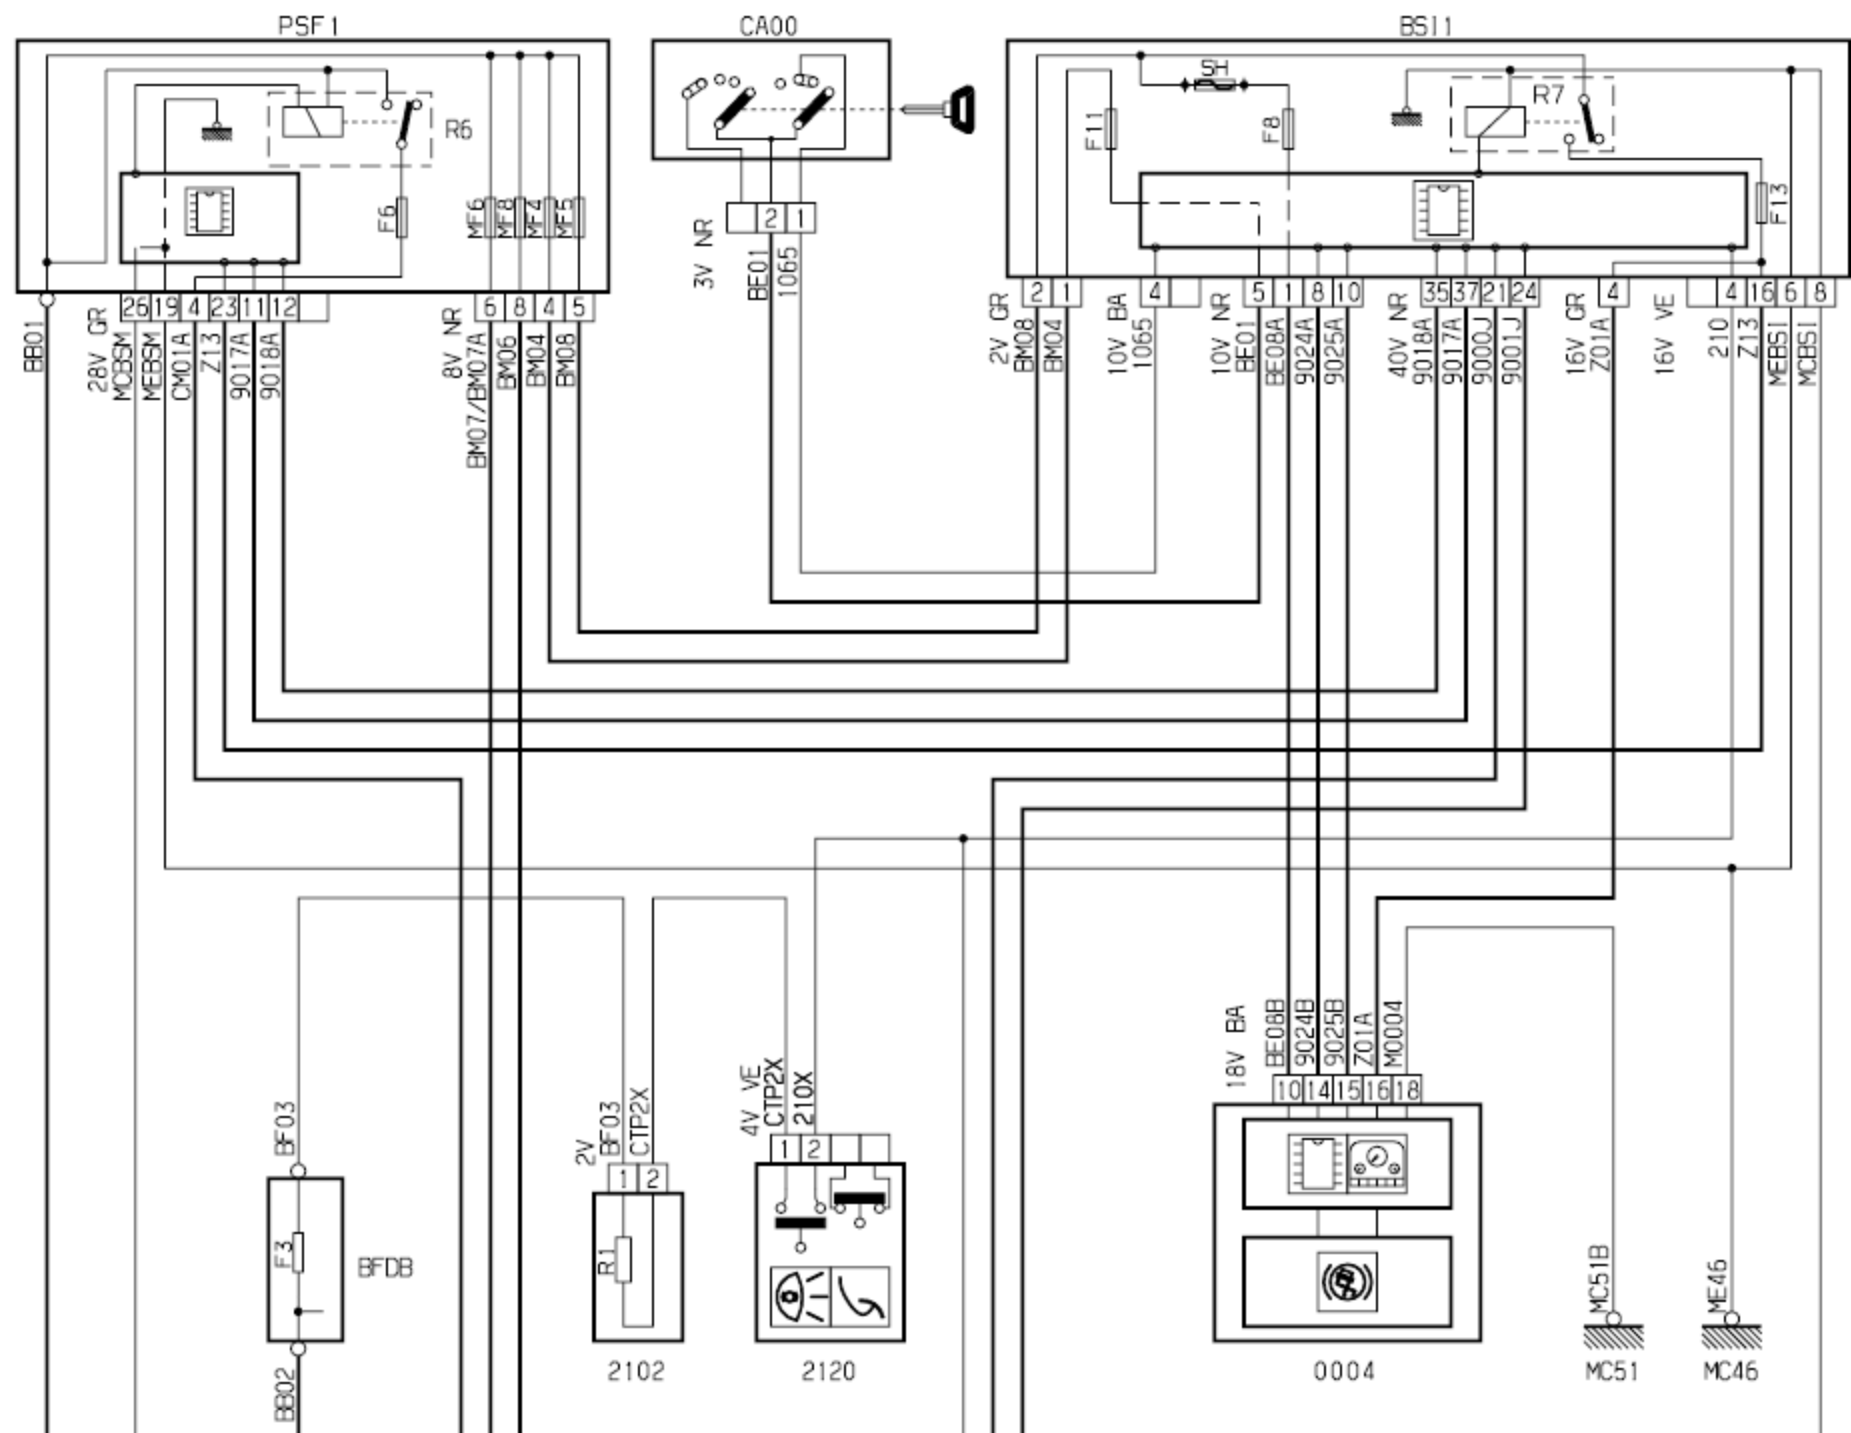 PSF1
CA00
BSI1
R6
F6
MF6
MF8
MF4
MF5
SH
F11
F8
R7
F13
28V GR
26 19 4 23 11 12
8V NR
6 8 4 5
3V NR
2 1
2V GR
2 1
10V BA
4
10V NR
5 1 8 10
40V NR
35 37 21 24
16V GR
4
16V VE
4 16 6 8
BB01
MCBSM
MEBSM
CM01A
Z13
9017A
9018A
BM07/BM07A
BM06
BM04
BM08
BE01
1065
BM08
BM04
1065
BE01
BE08A
9024A
9025A
9018A
9017A
9000J
9001J
Z01A
210
Z13
MEBSI
MCBSI
BF03
2V
BF03
CTP2X
1 2
4V VE
CTP2X
210X
1 2
18V BA
BE08B
9024B
9025B
Z01A
M0004
10 14 15 16 18
F3
BFDB
R1
MC51B
ME46
BB02
2102
2120
0004
MC51
MC46